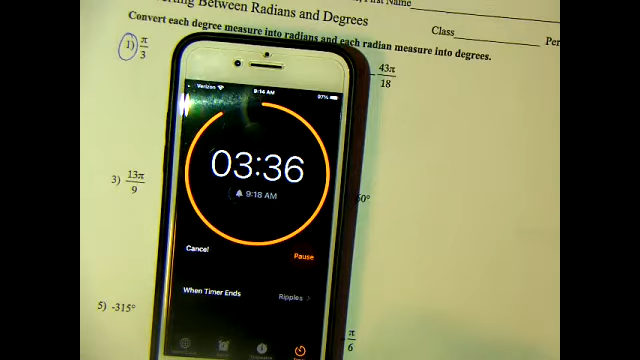 Between Radians and Degrees
First Name
Class
Convert each degree measure into radians and each radian measure into degrees.
1) π/3
43π/18
Verizon 9:14 AM 97%
03:36
9:18 AM
3) 13π/9
Cancel
Pause
When Timer Ends Ripples >
5) -315°
π/6